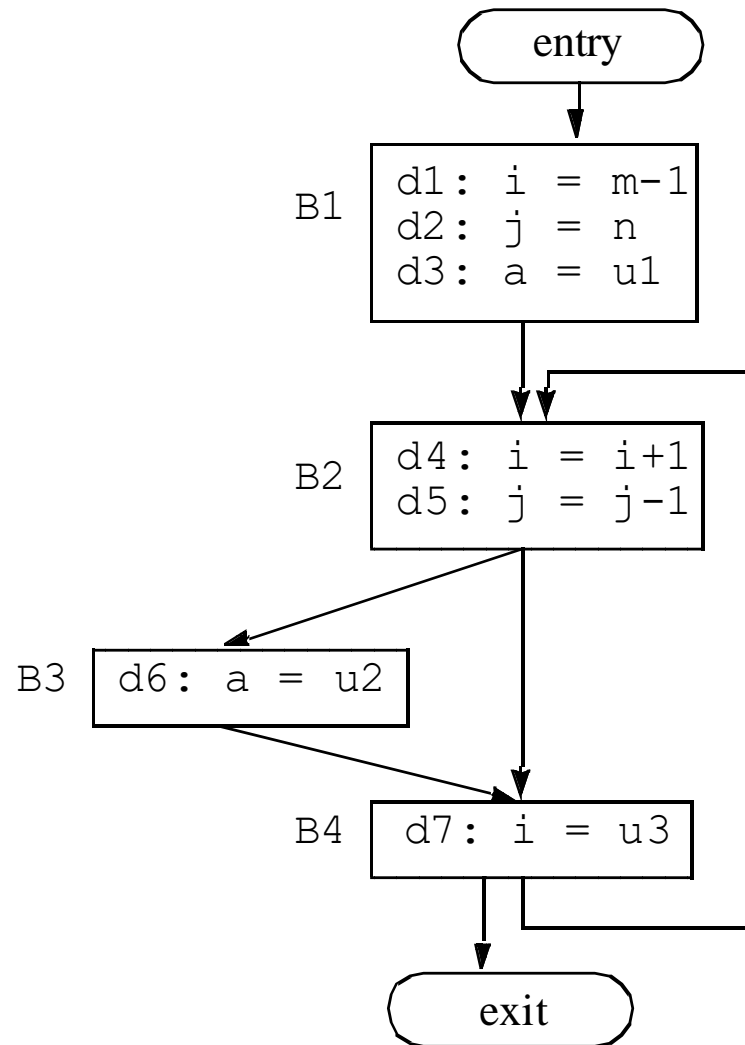 entry
B1
d1: i = m-1
d2: j = n
d3: a = u1
B2
d4: i = i+1
d5: j = j-1
B3
d6: a = u2
B4
d7: i = u3
exit